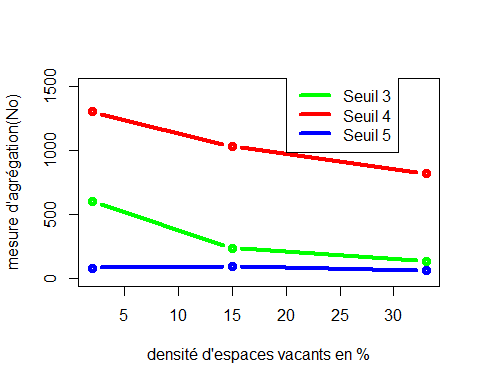 Seuil 3
Seuil 4
Seuil 5
mesure d'agrégation(No)
1500
1000
500
0
5 10 15 20 25 30
densité d'espaces vacants en %